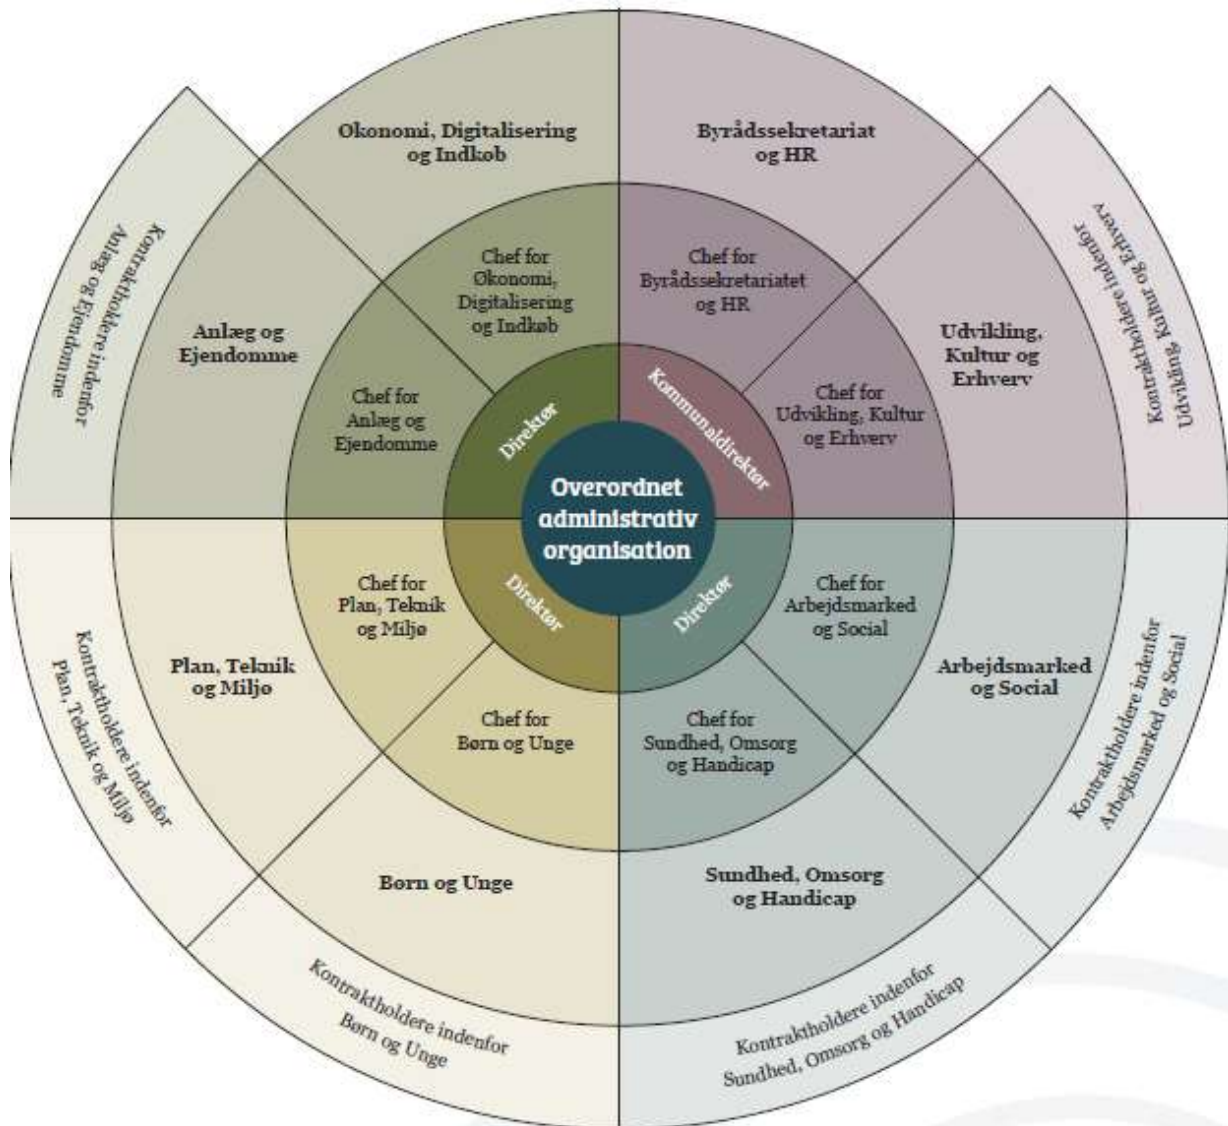 Okonomi, Digitalisering
og Indkøb
Byrådssekretariat
og HR
Kontraktholdere indenfor
Anlæg og Ejendomme
Kontraktholdere indenfor
Udvikling, Kultur og Erhverv
Chef for
Økonomi,
Digitalisering
og Indkøb
Chef for
Byrådssekretariatet
og HR
Anlæg og
Ejendomme
Udvikling,
Kultur og
Erhverv
Chef for
Anlæg og
Ejendomme
Chef for
Udvikling, Kultur
og Erhverv
Direktør
Kommunaldirektør
Overordnet
administrativ
organisation
Direktør
Direktør
Chef for
Plan, Teknik
og Miljø
Chef for
Arbejdsmarked
og Social
Plan, Teknik
og Miljø
Arbejdsmarked
og Social
Kontraktholdere indenfor
Plan, Teknik og Miljø
Kontraktholdere indenfor
Arbejdsmarked og Social
Chef for
Børn og Unge
Chef for
Sundhed, Omsorg
og Handicap
Børn og Unge
Sundhed, Omsorg
og Handicap
Kontraktholdere indenfor
Børn og Unge
Kontraktholdere indenfor
Sundhed, Omsorg og Handicap